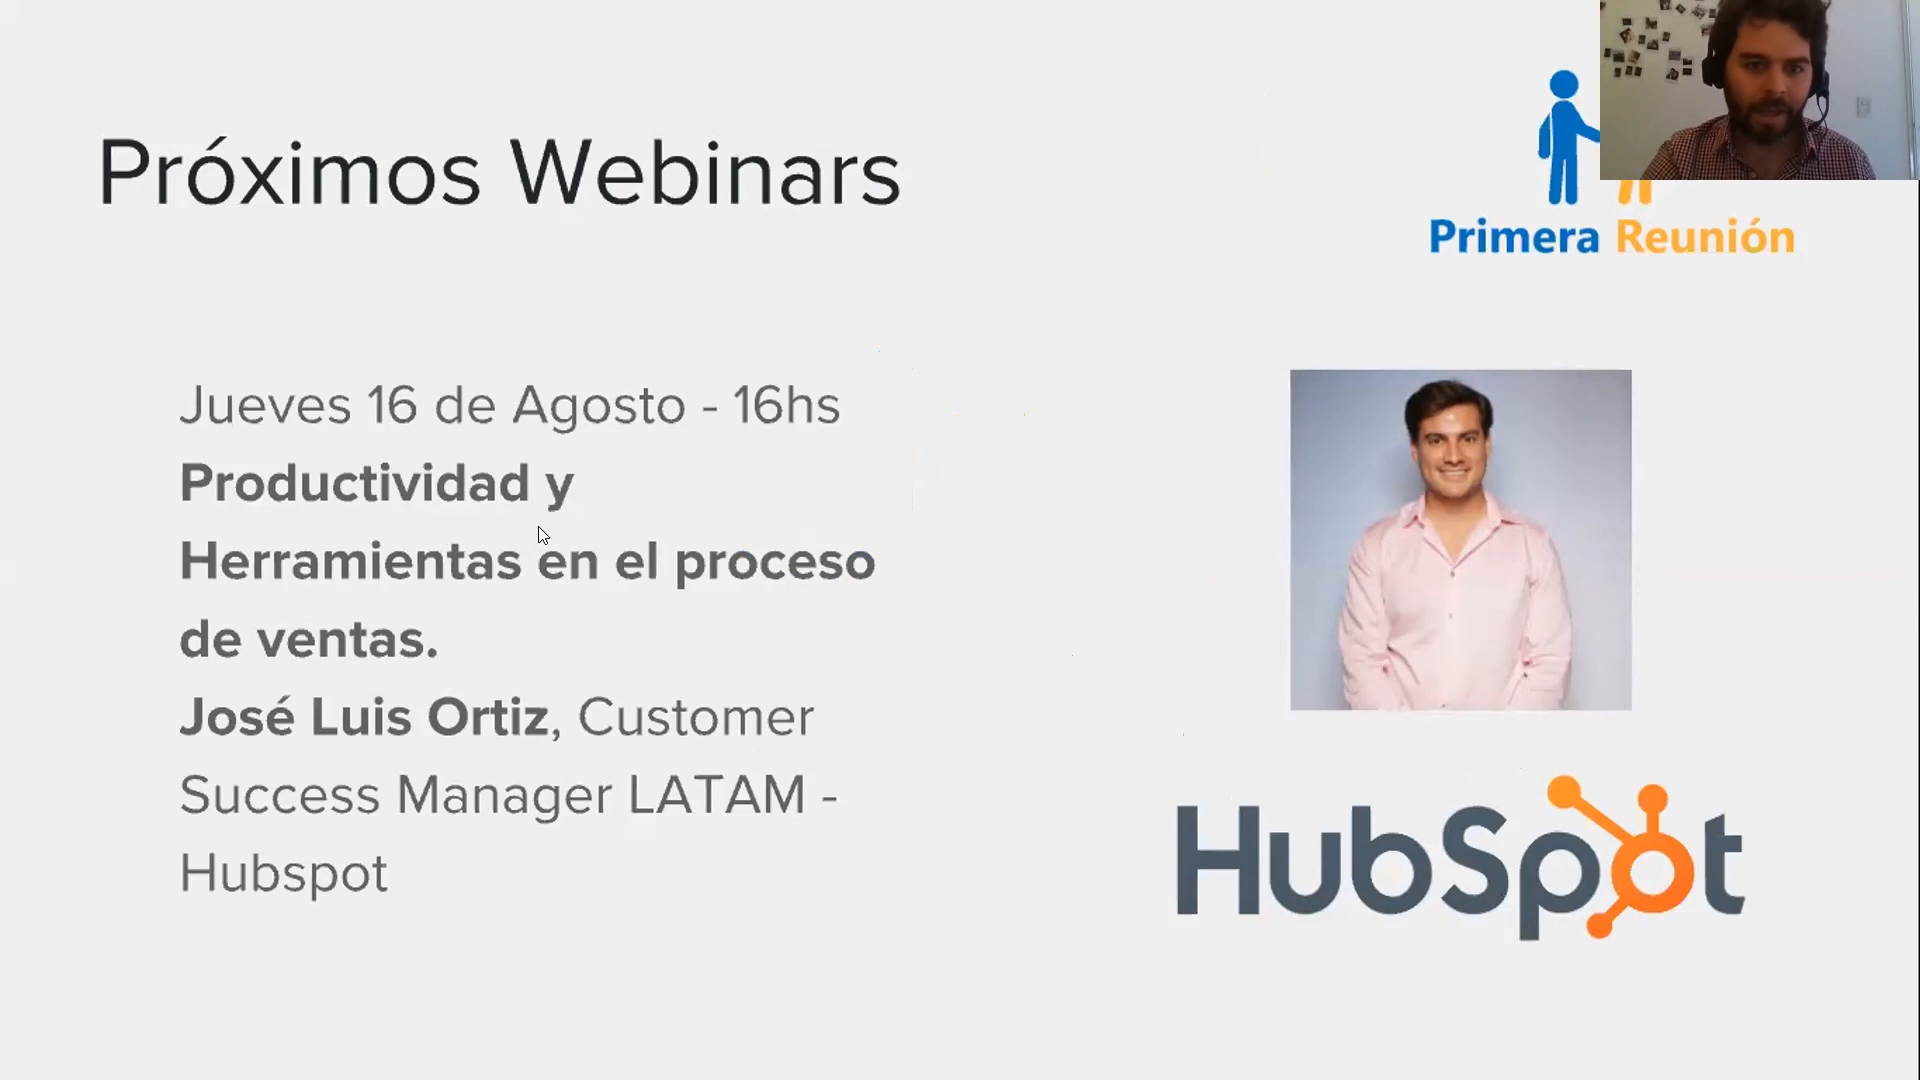 Próximos Webinars
Primera Reunión
Jueves 16 de Agosto - 16hs
Productividad y
Herramientas en el proceso
de ventas.
José Luis Ortiz, Customer
Success Manager LATAM -
Hubspot
HubSpot